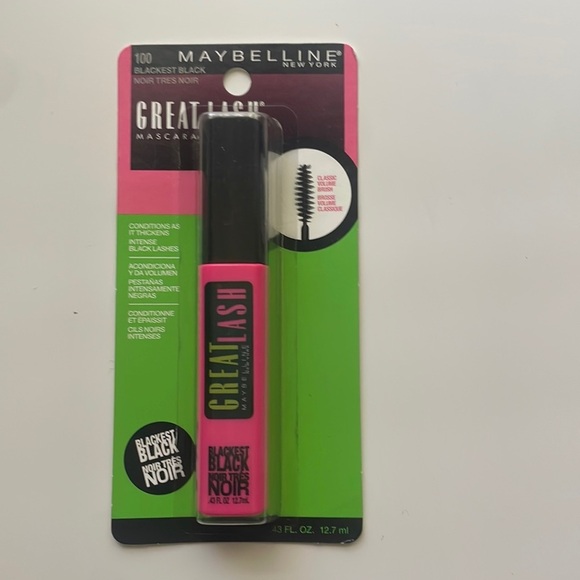 100
MAYBELLINE®
NEW YORK
BLACKEST BLACK
NOIR TRÈS NOIR
GREAT LASH®
MASCARA
CLASSIC
VOLUME
BRUSH
BROSSE
VOLUME
CLASSIQUE
CONDITIONS AS
IT THICKENS
INTENSE
BLACK LASHES
ACONDICIONA
Y DA VOLUMEN
PESTAÑAS
INTENSAMENTE
NEGRAS
CONDITIONNE
ET ÉPAISSIT
CILS NOIRS
INTENSES
GREAT
LASH
MAYBELLINE
NEW YORK
BLACKEST
BLACK
NOIR TRÈS
NOIR
BLACKEST
BLACK
NOIR TRÈS
NOIR
.43 FL OZ 12.7mL
.43 FL. OZ. 12.7 ml